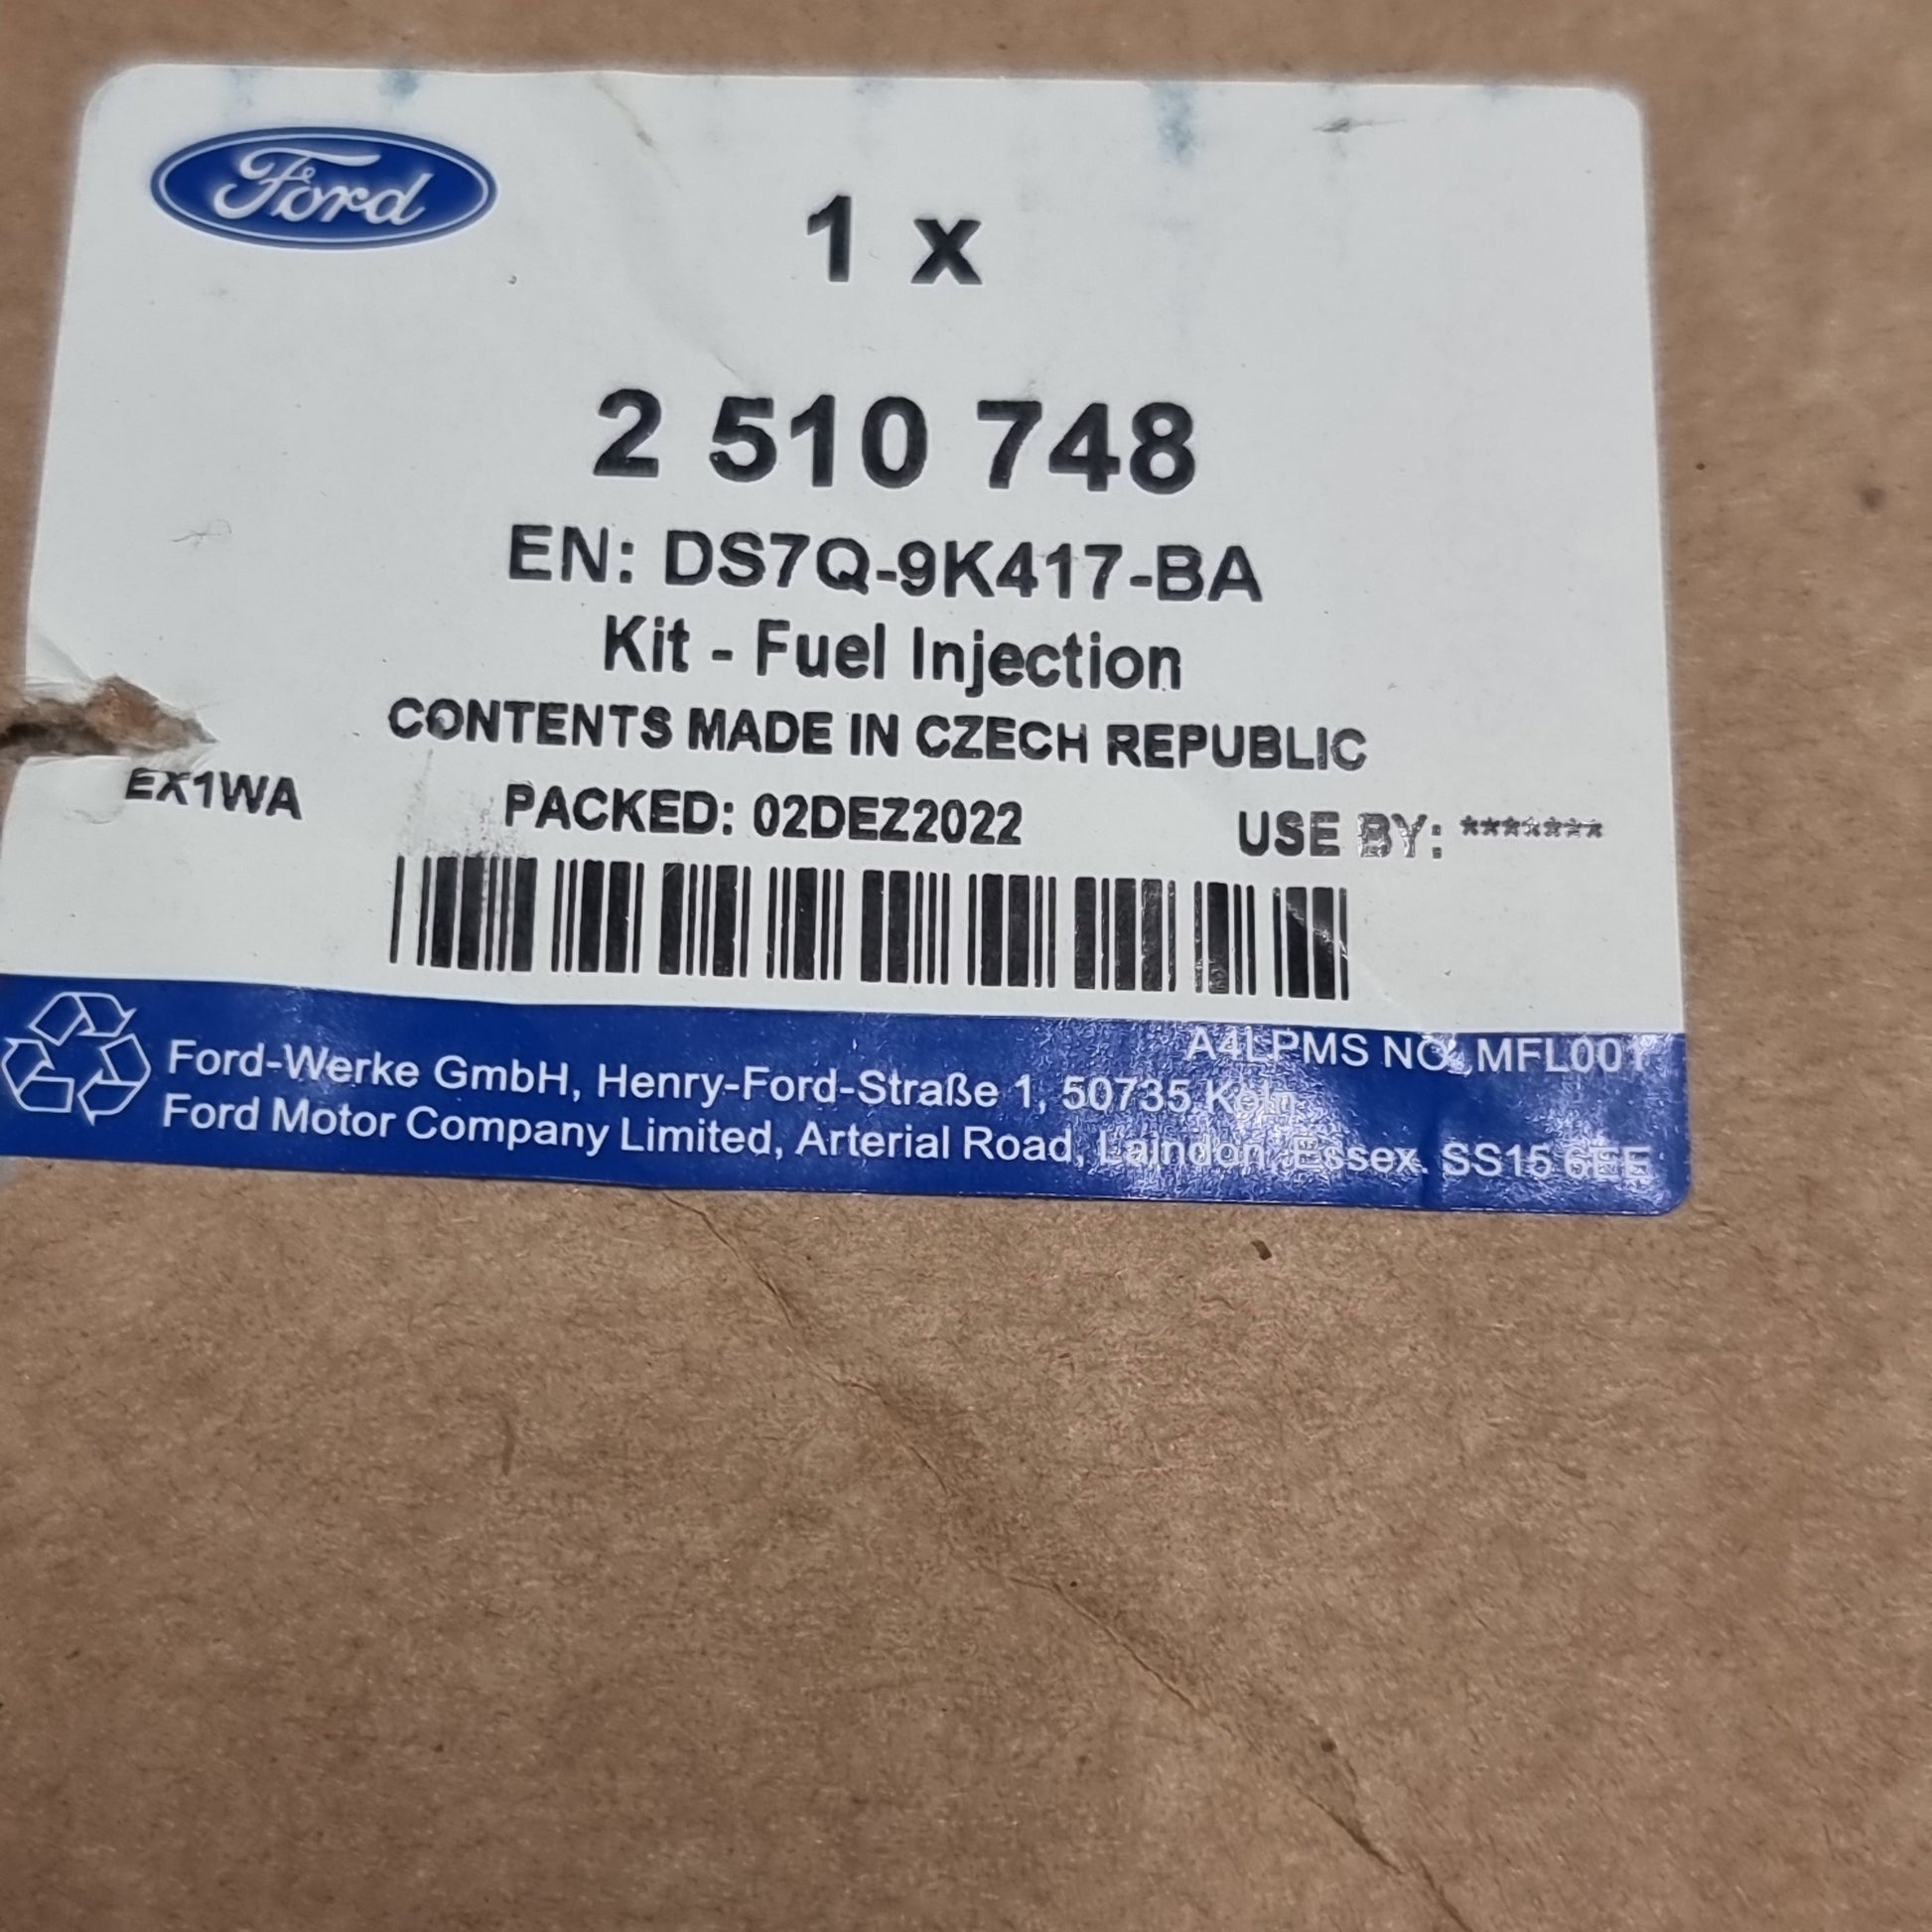 Ford
1 x
2 510 748
EN: DS7Q-9K417-BA
Kit - Fuel Injection
CONTENTS MADE IN CZECH REPUBLIC
EX1WA PACKED: 02DEZ2022 USE BY: *******
A4LPMS NO. MFL001
Ford-Werke GmbH, Henry-Ford-Straße 1, 50735 Köln.
Ford Motor Company Limited, Arterial Road, Laindon, Essex. SS15 6EE